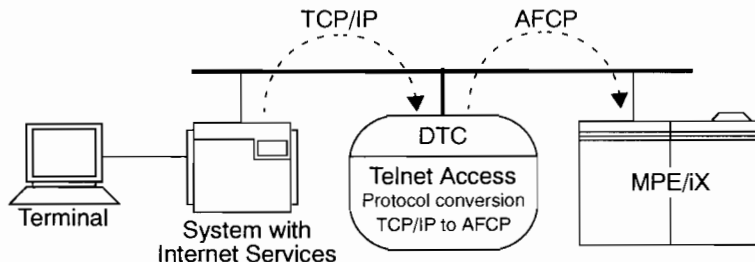 TCP/IP
AFCP
DTC
Telnet Access
Protocol conversion
TCP/IP to AFCP
MPE/iX
Terminal
System with
Internet Services